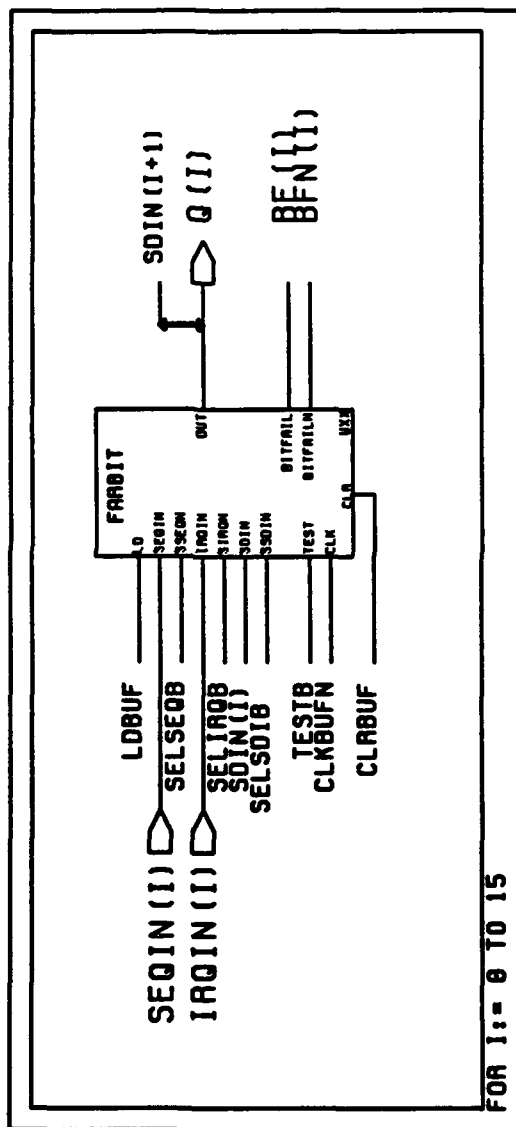 SDIN(I+1)
Q(I)
BF(I)
BFN(I)
FARBIT
LD
SEQIN
SSEQN
IRQIN
SIRQN
SDIN
SSDIN
TEST
CLK
OUT
BITFAIL
BITFAILN
CLR
LDBUF
SEQIN(I)
SELSEQB
IRQIN(I)
SELIRQB
SDIN(I)
SELSDIB
TESTB
CLKBUFN
CLRBUF
FOR I:= 0 TO 15